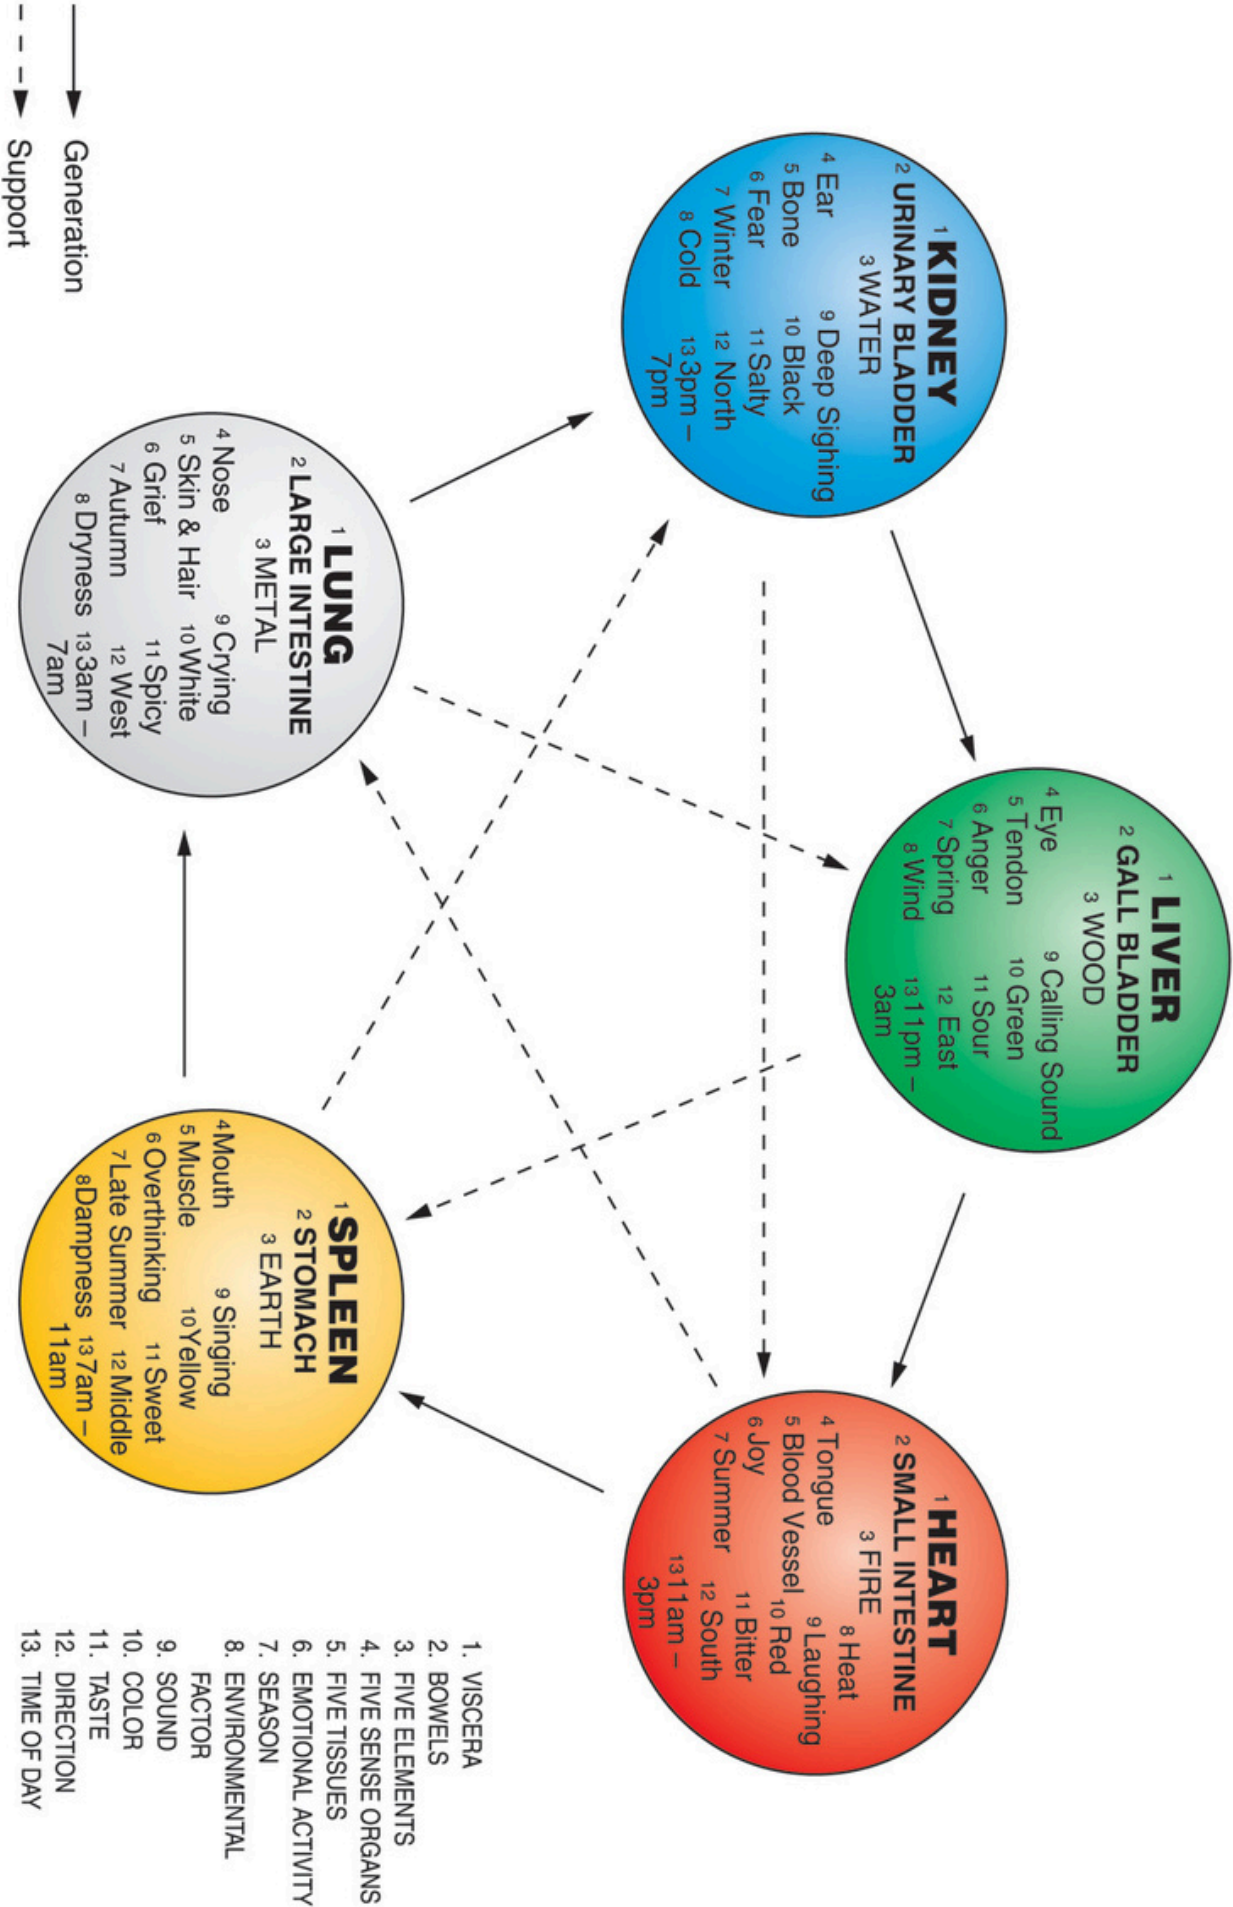 1 LIVER
2 GALL BLADDER
3 WOOD
4 Eye
5 Tendon
6 Anger
7 Spring
8 Wind
9 Calling Sound
10 Green
11 Sour
12 East
13 11pm –
3am
1 KIDNEY
2 URINARY BLADDER
3 WATER
4 Ear
5 Bone
6 Fear
7 Winter
8 Cold
9 Deep Sighing
10 Black
11 Salty
12 North
13 3pm –
7pm
1 HEART
2 SMALL INTESTINE
3 FIRE
4 Tongue
5 Blood Vessel
6 Joy
7 Summer
8 Heat
9 Laughing
10 Red
11 Bitter
12 South
13 11am –
3pm
1 LUNG
2 LARGE INTESTINE
3 METAL
4 Nose
5 Skin & Hair
6 Grief
7 Autumn
8 Dryness
9 Crying
10 White
11 Spicy
12 West
13 3am –
7am
1 SPLEEN
2 STOMACH
3 EARTH
4 Mouth
5 Muscle
6 Overthinking
7 Late Summer
8 Dampness
9 Singing
10 Yellow
11 Sweet
12 Middle
13 7am –
11am
Generation
Support
1. VISCERA
2. BOWELS
3. FIVE ELEMENTS
4. FIVE SENSE ORGANS
5. FIVE TISSUES
6. EMOTIONAL ACTIVITY
7. SEASON
8. ENVIRONMENTAL
FACTOR
9. SOUND
10. COLOR
11. TASTE
12. DIRECTION
13. TIME OF DAY